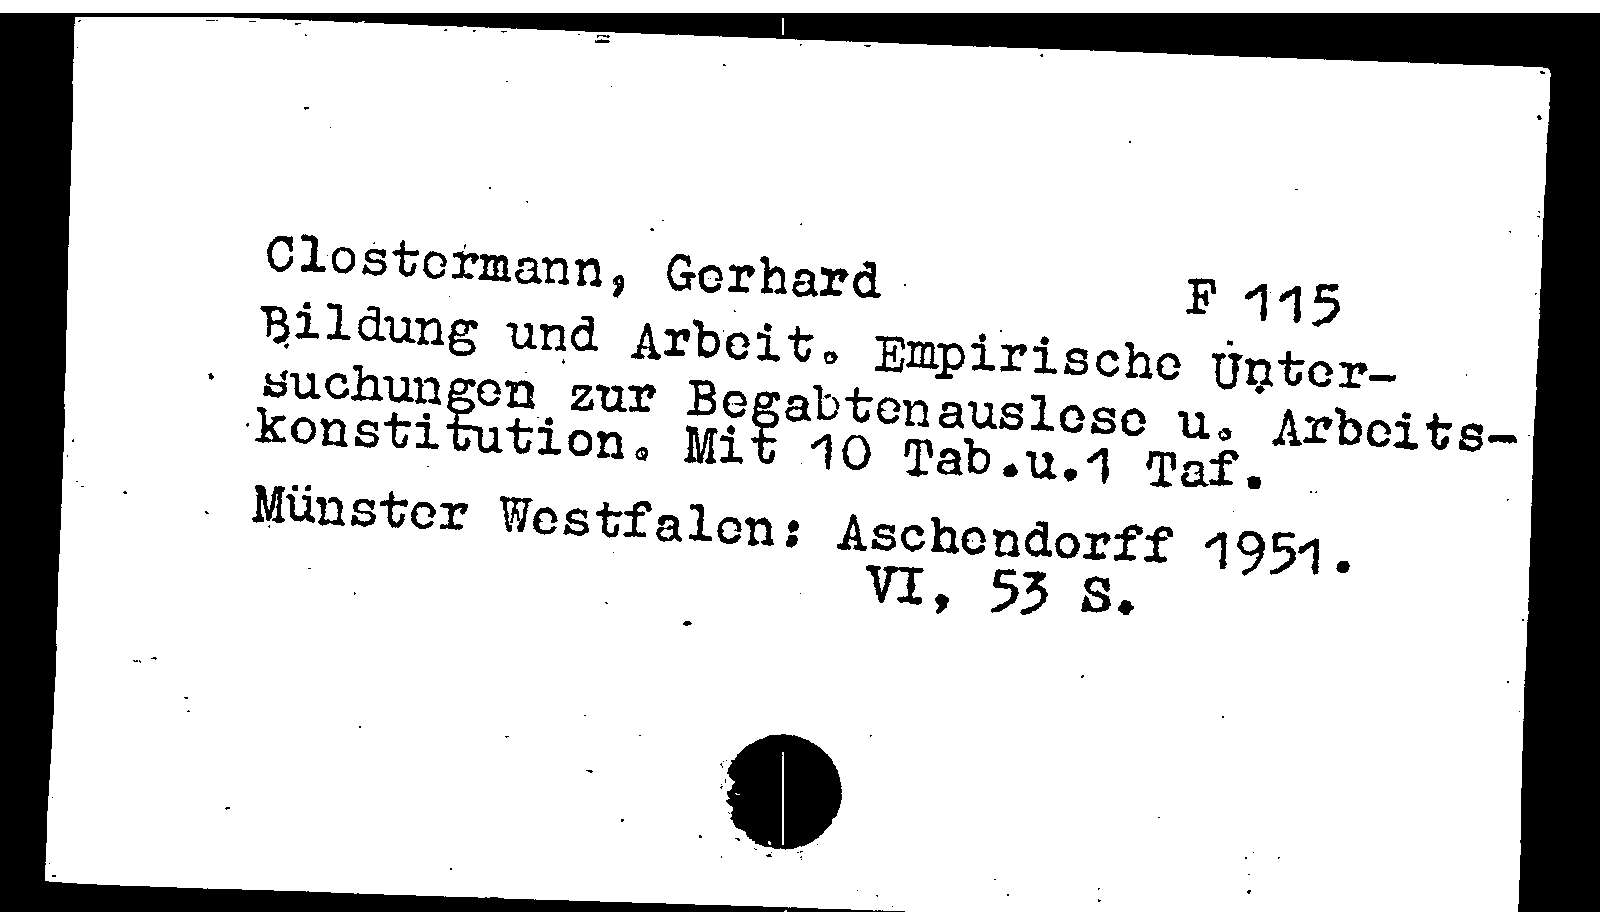 Clostermann, Gerhard
F 115
Bildung und Arbeit. Empirische Unter-
suchungen zur Begabtenauslese u. Arbeits-
konstitution. Mit 10 Tab.u.1 Taf.
Münster Westfalen: Aschendorff 1951.
VI, 53 S.